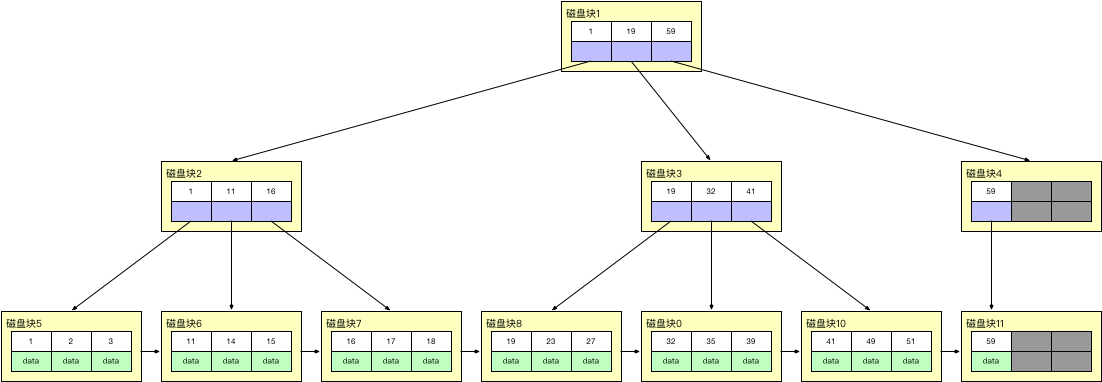 磁盘块1
1 19 59
磁盘块2
1 11 16
磁盘块3
19 32 41
磁盘块4
59
磁盘块5
1 2 3
data data data
磁盘块6
11 14 15
data data data
磁盘块7
16 17 18
data data data
磁盘块8
19 23 27
data data data
磁盘块0
32 35 39
data data data
磁盘块10
41 49 51
data data data
磁盘块11
59
data